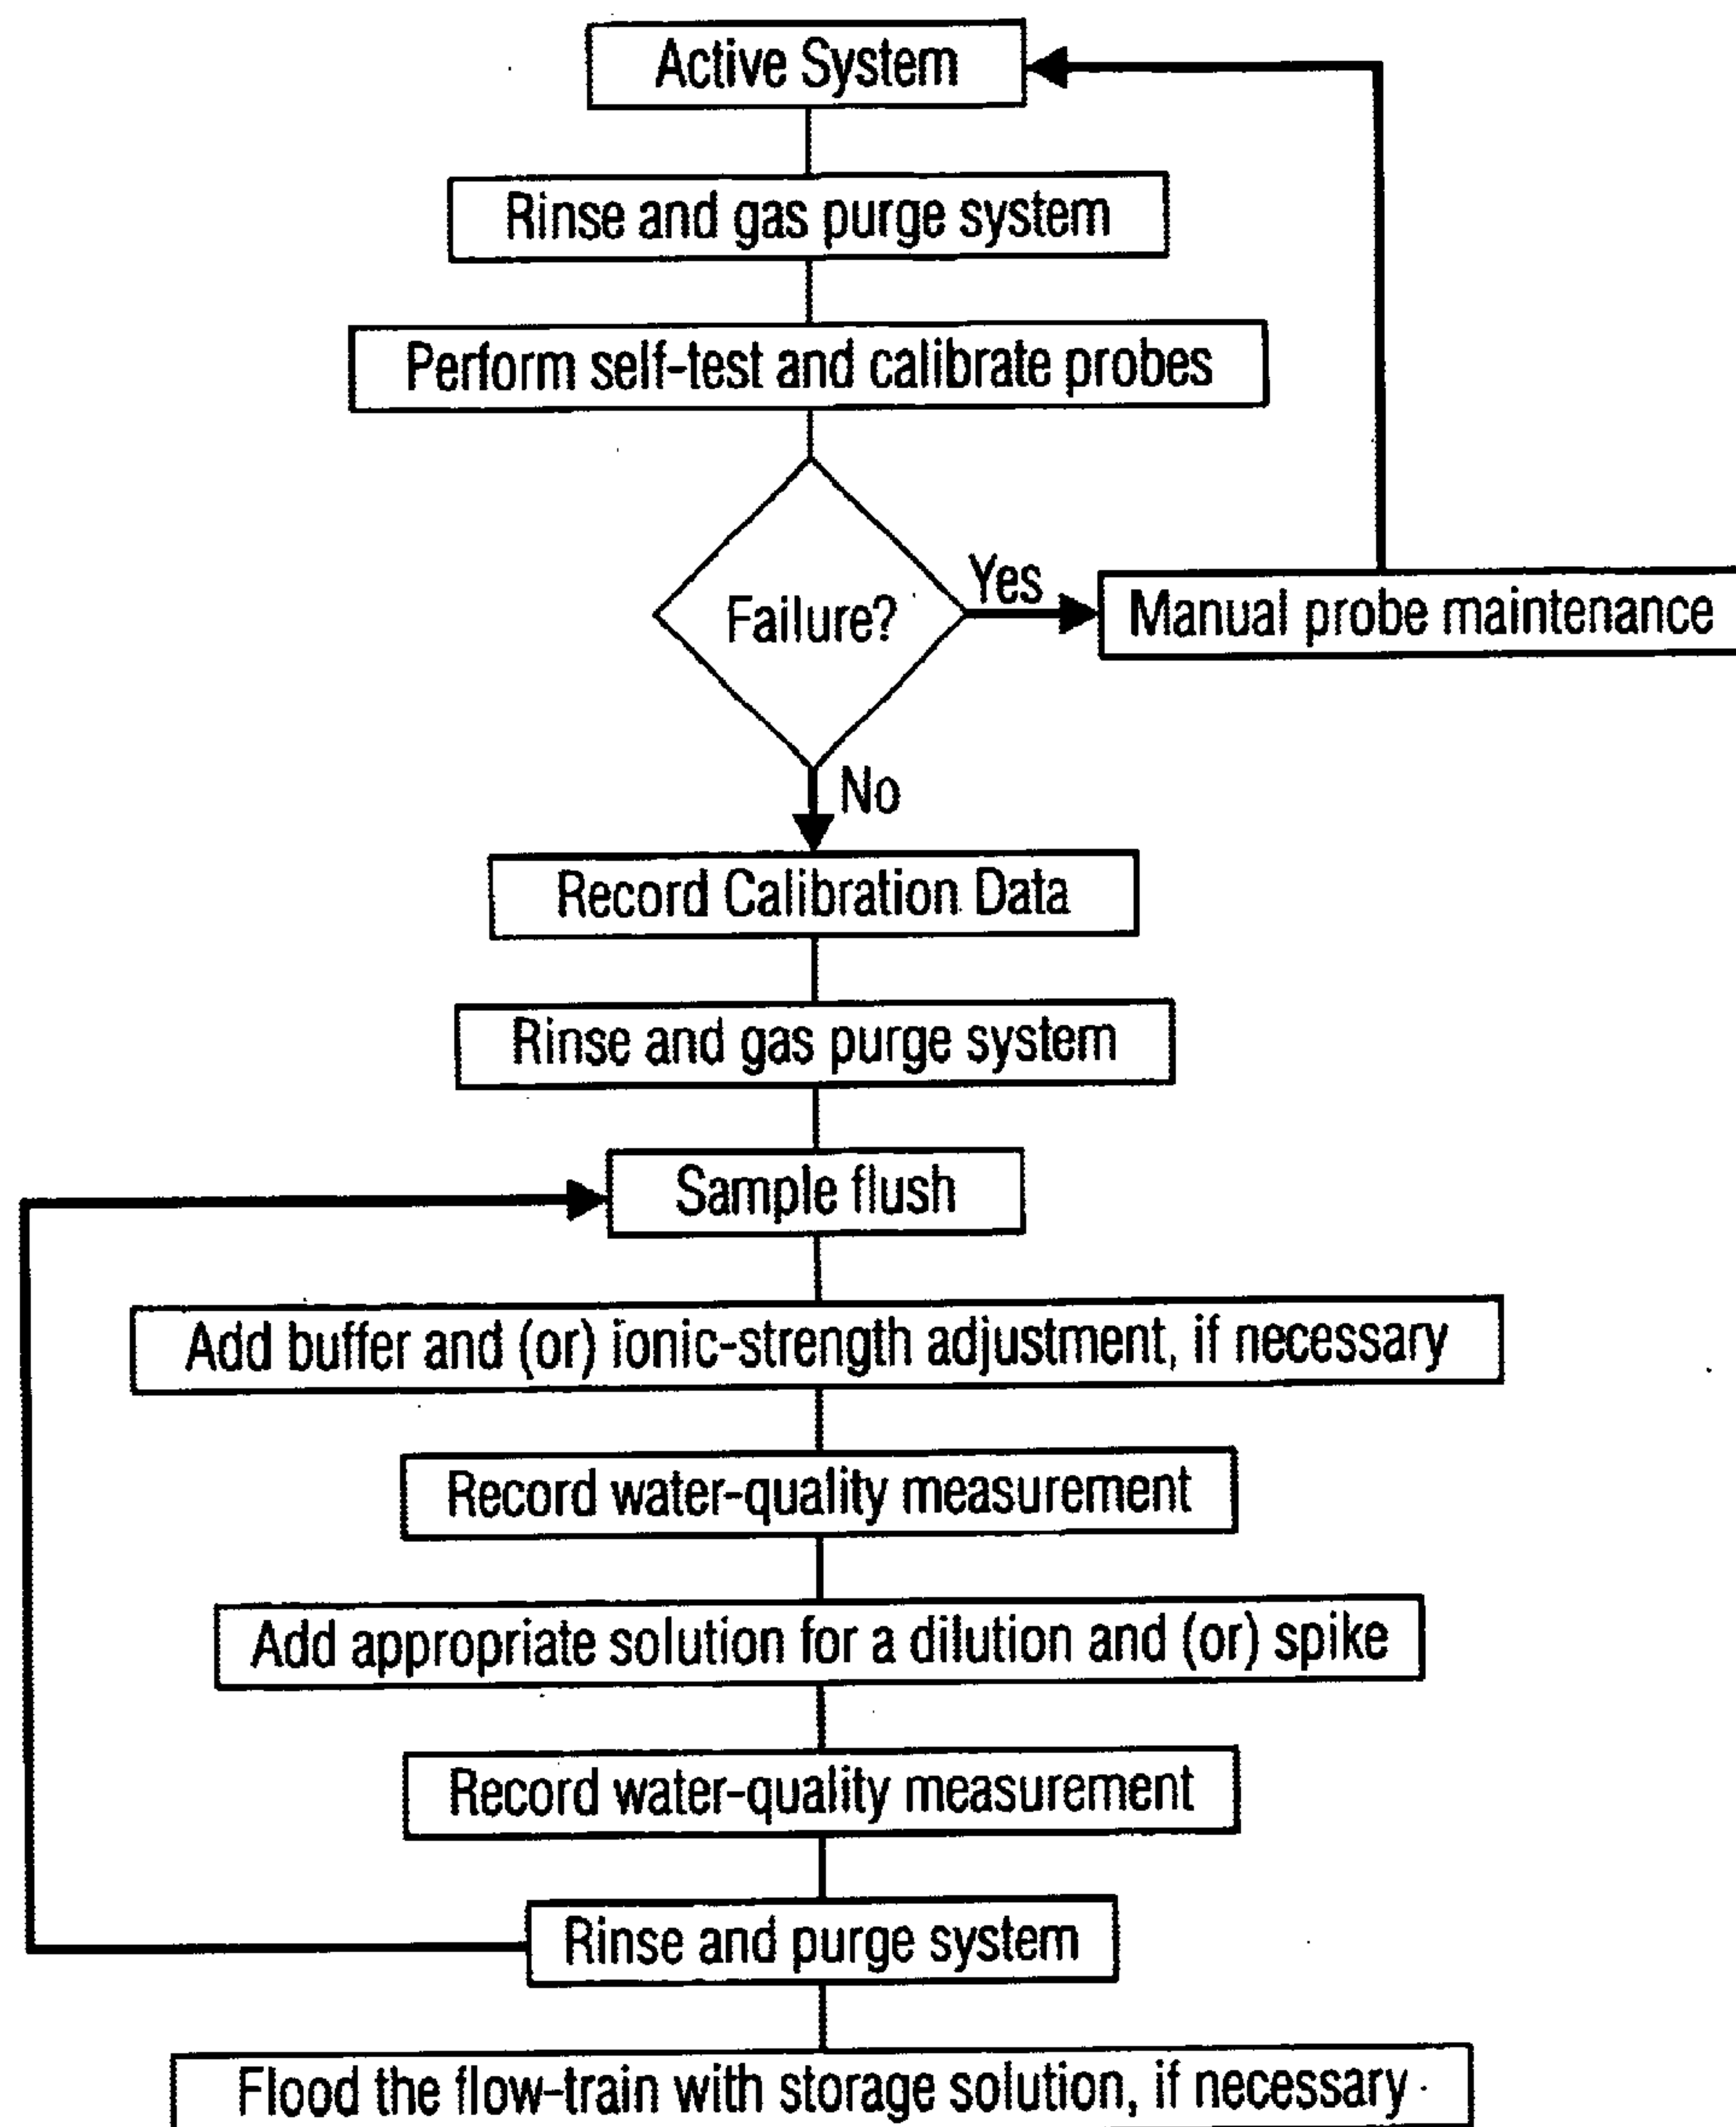 Active System
Rinse and gas purge system
Perform self-test and calibrate probes
Failure?
Yes
Manual probe maintenance
No
Record Calibration Data
Rinse and gas purge system
Sample flush
Add buffer and (or) ionic-strength adjustment, if necessary
Record water-quality measurement
Add appropriate solution for a dilution and (or) spike
Record water-quality measurement
Rinse and purge system
Flood the flow-train with storage solution, if necessary